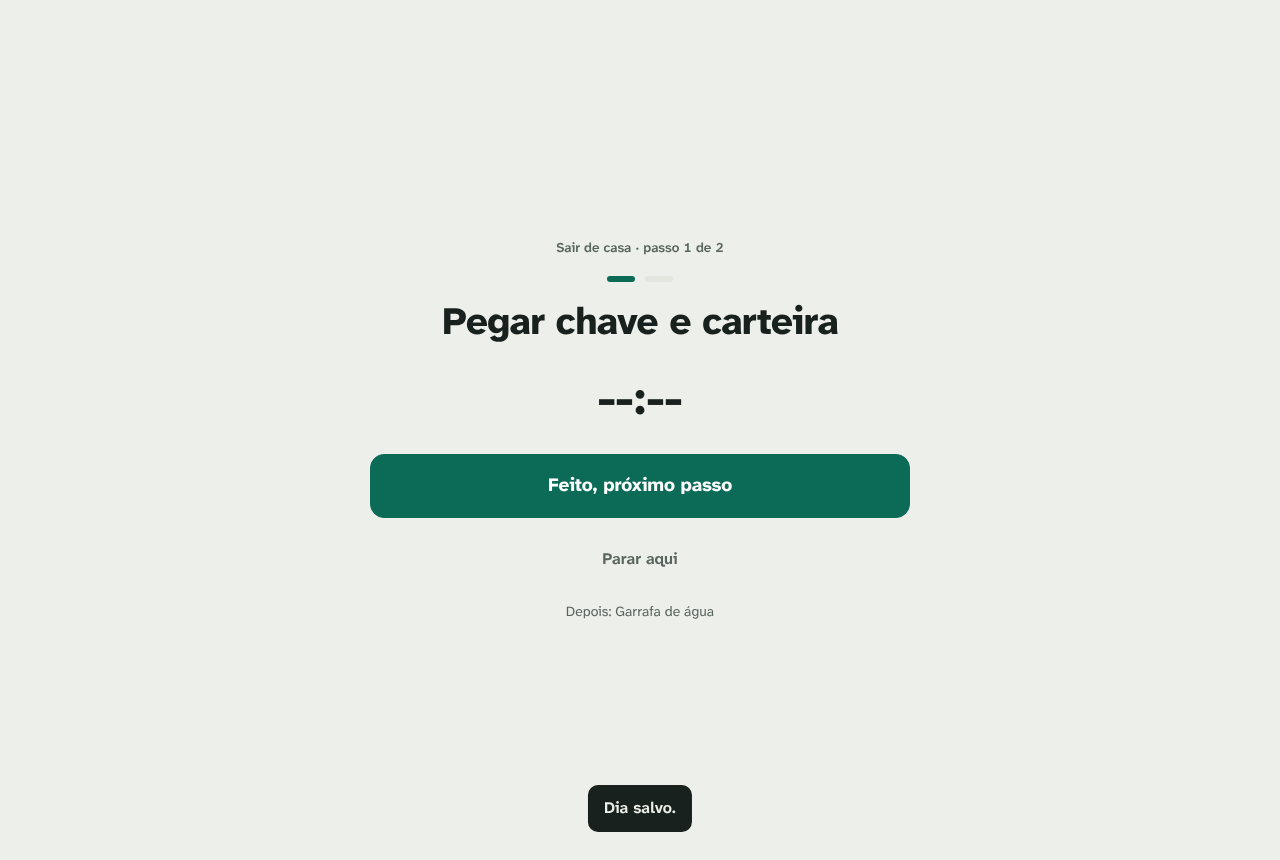 Sair de casa · passo 1 de 2
Pegar chave e carteira
--:--
Feito, próximo passo
Parar aqui
Depois: Garrafa de água
Dia salvo.